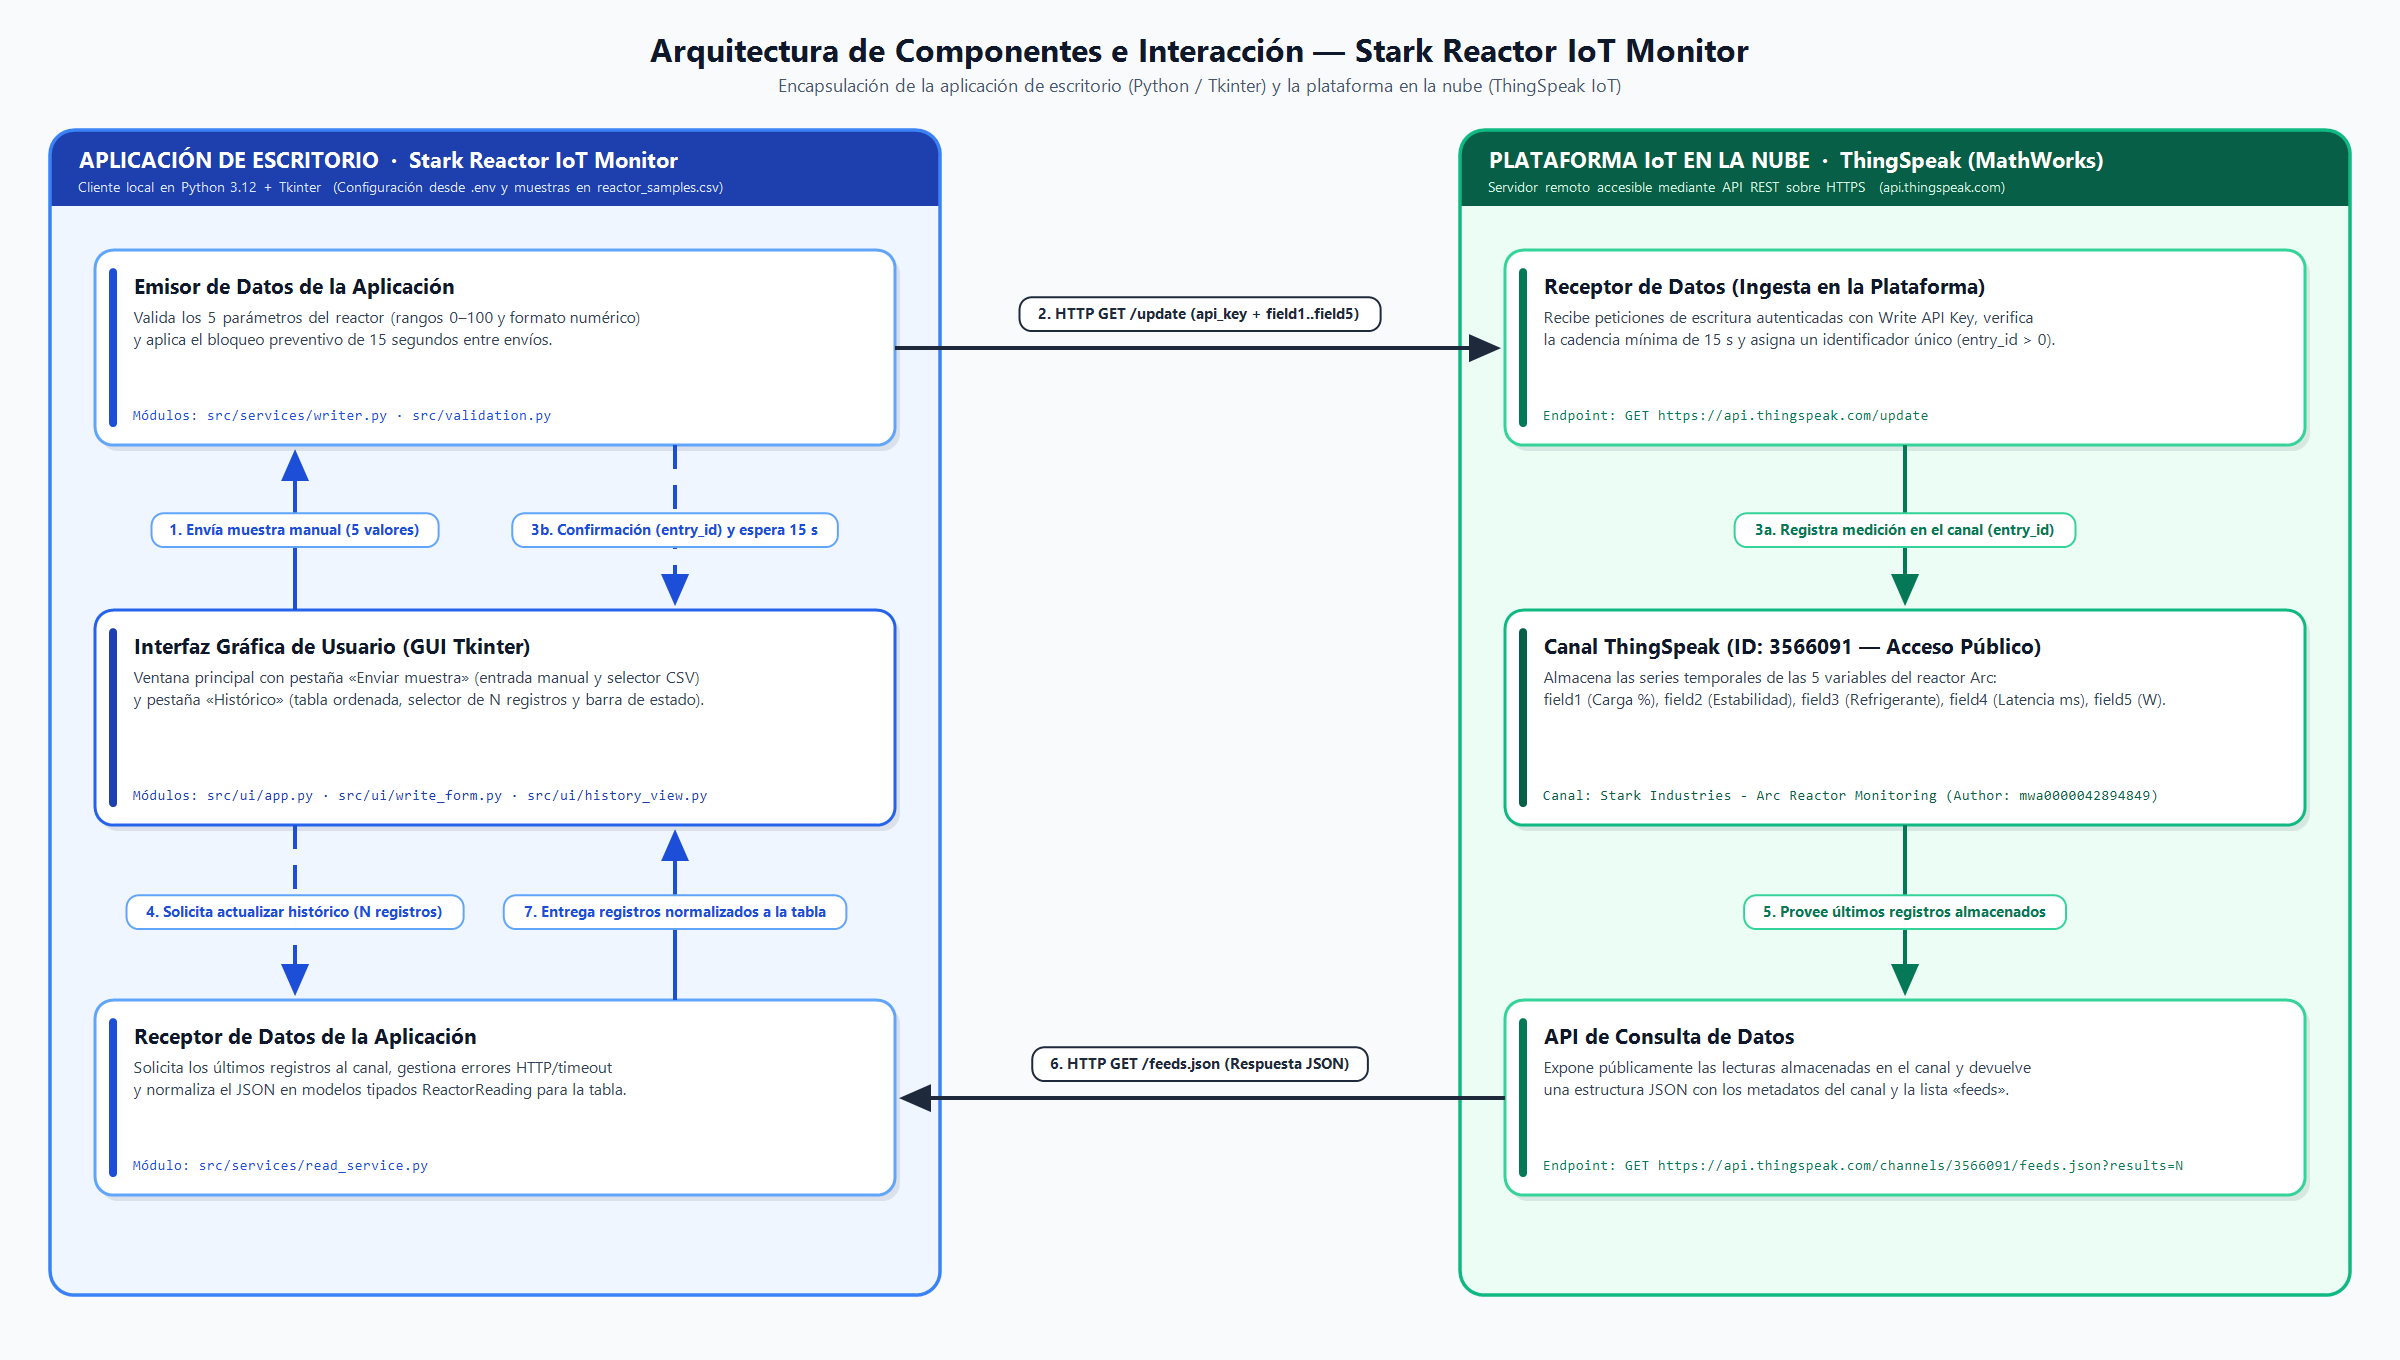 Arquitectura de Componentes e Interacción — Stark Reactor IoT Monitor
Encapsulación de la aplicación de escritorio (Python / Tkinter) y la plataforma en la nube (ThingSpeak IoT)
APLICACIÓN DE ESCRITORIO · Stark Reactor IoT Monitor
Cliente local en Python 3.12 + Tkinter (Configuración desde .env y muestras en reactor_samples.csv)
Emisor de Datos de la Aplicación
Valida los 5 parámetros del reactor (rangos 0–100 y formato numérico)
y aplica el bloqueo preventivo de 15 segundos entre envíos.
Módulos: src/services/writer.py · src/validation.py
1. Envía muestra manual (5 valores)
3b. Confirmación (entry_id) y espera 15 s
Interfaz Gráfica de Usuario (GUI Tkinter)
Ventana principal con pestaña «Enviar muestra» (entrada manual y selector CSV)
y pestaña «Histórico» (tabla ordenada, selector de N registros y barra de estado).
Módulos: src/ui/app.py · src/ui/write_form.py · src/ui/history_view.py
4. Solicita actualizar histórico (N registros)
7. Entrega registros normalizados a la tabla
Receptor de Datos de la Aplicación
Solicita los últimos registros al canal, gestiona errores HTTP/timeout
y normaliza el JSON en modelos tipados ReactorReading para la tabla.
Módulo: src/services/read_service.py
2. HTTP GET /update (api_key + field1..field5)
6. HTTP GET /feeds.json (Respuesta JSON)
PLATAFORMA IoT EN LA NUBE · ThingSpeak (MathWorks)
Servidor remoto accesible mediante API REST sobre HTTPS (api.thingspeak.com)
Receptor de Datos (Ingesta en la Plataforma)
Recibe peticiones de escritura autenticadas con Write API Key, verifica
la cadencia mínima de 15 s y asigna un identificador único (entry_id > 0).
Endpoint: GET https://api.thingspeak.com/update
3a. Registra medición en el canal (entry_id)
Canal ThingSpeak (ID: 3566091 — Acceso Público)
Almacena las series temporales de las 5 variables del reactor Arc:
field1 (Carga %), field2 (Estabilidad), field3 (Refrigerante), field4 (Latencia ms), field5 (W).
Canal: Stark Industries - Arc Reactor Monitoring (Author: mwa0000042894849)
5. Provee últimos registros almacenados
API de Consulta de Datos
Expone públicamente las lecturas almacenadas en el canal y devuelve
una estructura JSON con los metadatos del canal y la lista «feeds».
Endpoint: GET https://api.thingspeak.com/channels/3566091/feeds.json?results=N